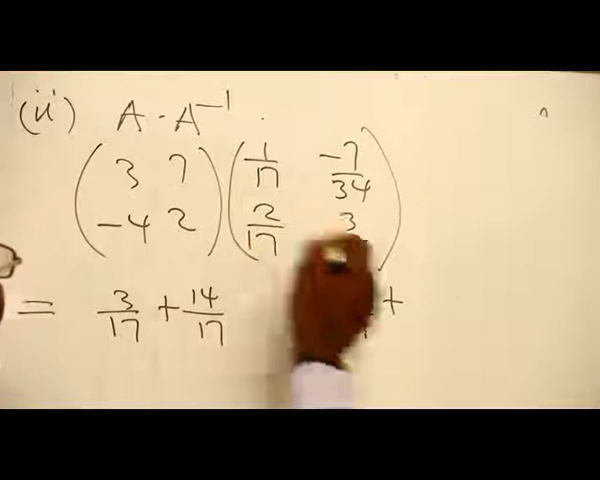 (ii) A · A⁻¹ .
( 3 7 ) ( 1/17 -7/34 )
( -4 2 ) ( 2/17 3 )
= 3/17 + 14/17 +